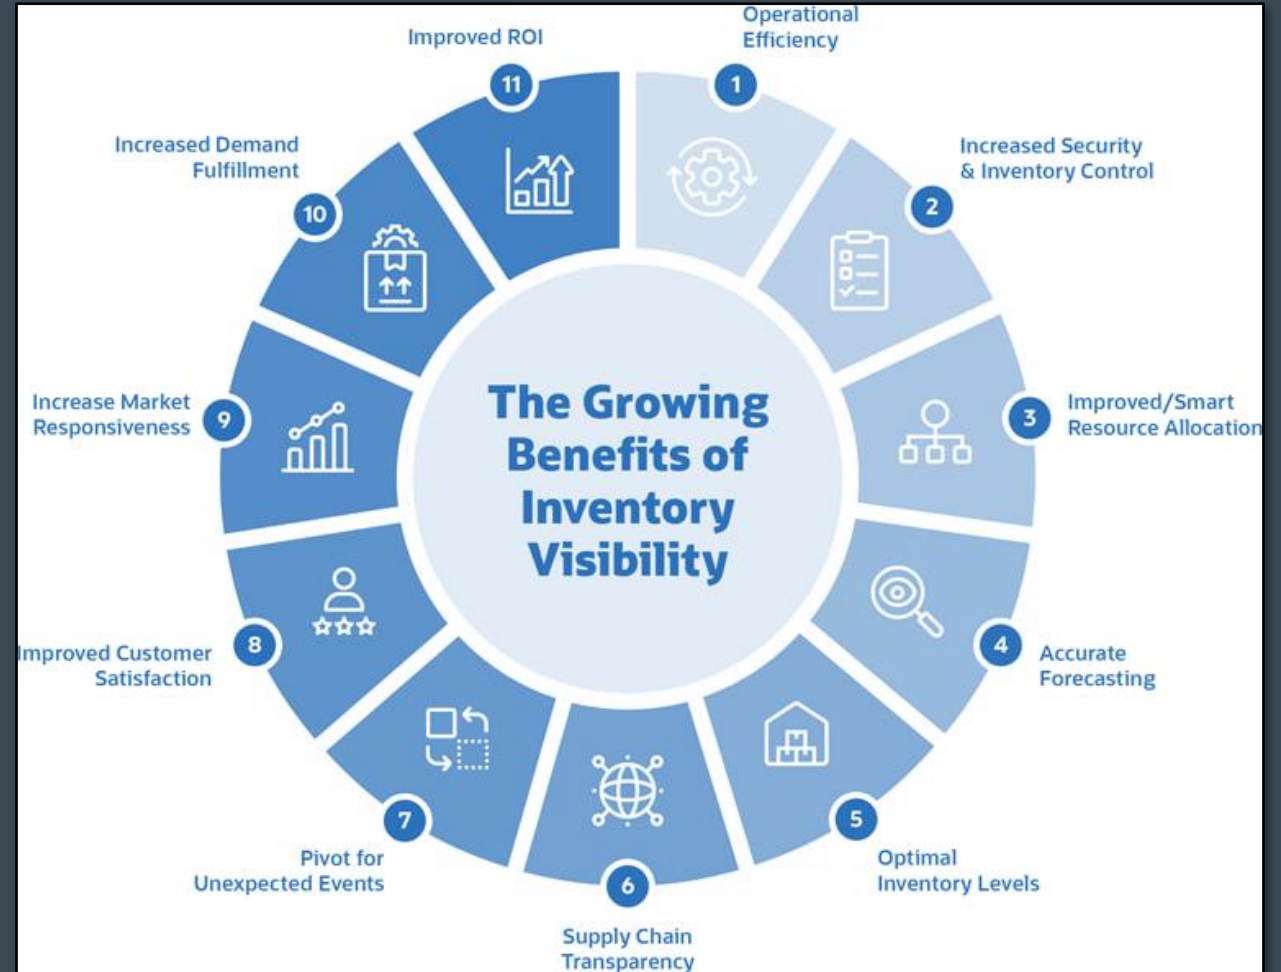 The Growing
Benefits of
Inventory
Visibility
1
Operational
Efficiency
2
Increased Security
& Inventory Control
3
Improved/Smart
Resource Allocation
4
Accurate
Forecasting
5
Optimal
Inventory Levels
6
Supply Chain
Transparency
7
Pivot for
Unexpected Events
8
Improved Customer
Satisfaction
9
Increase Market
Responsiveness
10
Increased Demand
Fulfillment
11
Improved ROI